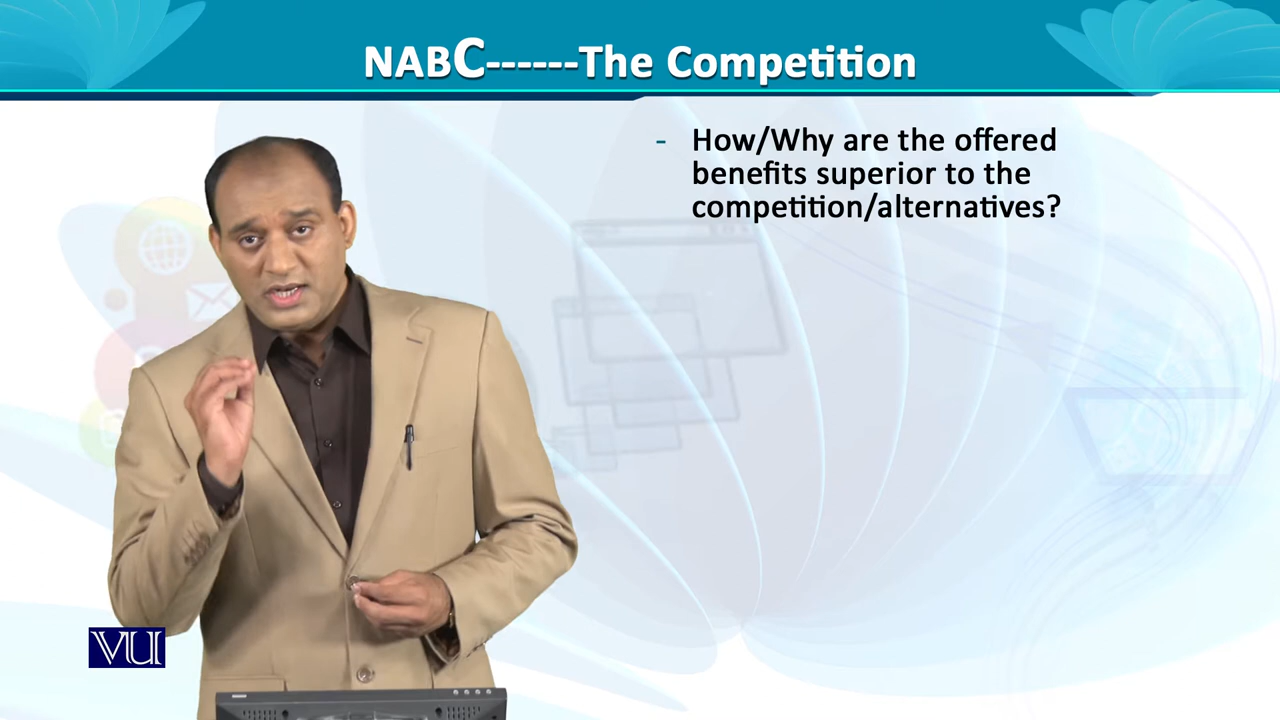 NABC------The Competition
- How/Why are the offered
benefits superior to the
competition/alternatives?
VU